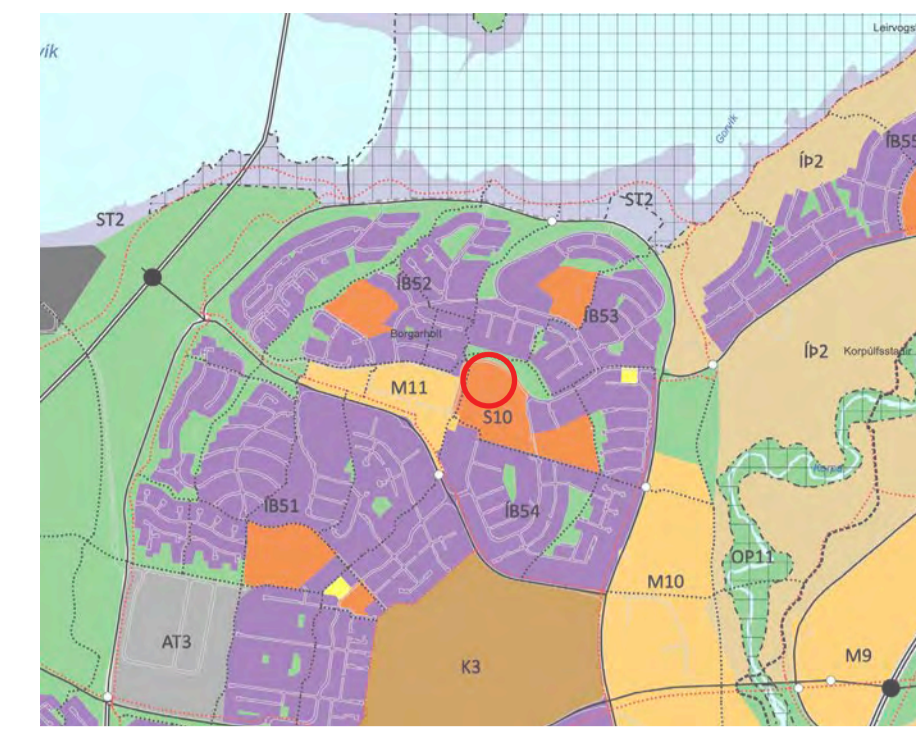 Leirvogs
rvík
Gorvík
ÍB55
ÍÞ2
ST2
ST2
ÍB52
ÍB53
Borgarholt
ÍÞ2
Korpúlfsstaðir
M11
S10
Korpa
ÍB51
ÍB54
OP11
M10
AT3
M9
K3